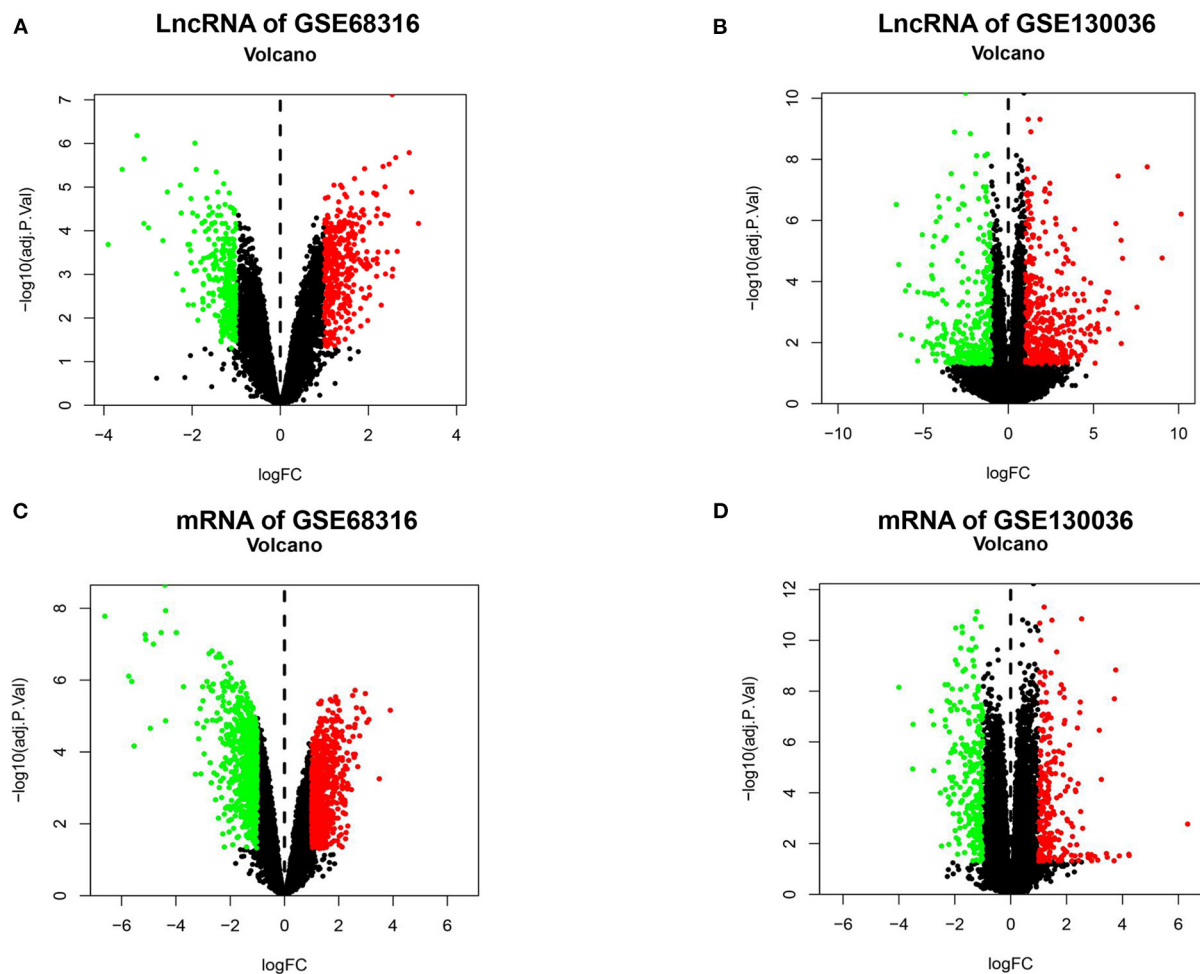 A
LncRNA of GSE68316
Volcano
7
6
5
4
3
2
1
0
−log10(adj.P.Val)
−4 −2 0 2 4
logFC
B
LncRNA of GSE130036
Volcano
10
8
6
4
2
0
−log10(adj.P.Val)
−10 −5 0 5 10
logFC
C
mRNA of GSE68316
Volcano
8
6
4
2
0
−log10(adj.P.Val)
−6 −4 −2 0 2 4 6
logFC
D
mRNA of GSE130036
Volcano
12
10
8
6
4
2
0
−log10(adj.P.Val)
−6 −4 −2 0 2 4 6
logFC